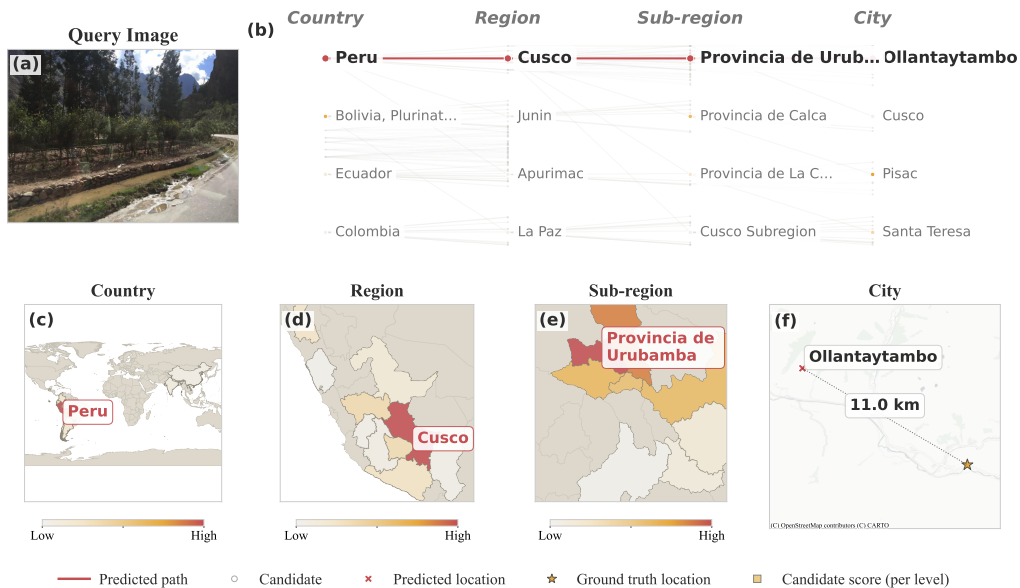 Query Image
(a)
(b)
Country Region Sub-region City
Peru Cusco Provincia de Urub... Ollantaytambo
Bolivia, Plurinat... Junin Provincia de Calca Cusco
Ecuador Apurimac Provincia de La C... Pisac
Colombia La Paz Cusco Subregion Santa Teresa
Country
(c)
Peru
Low High
Region
(d)
Cusco
Low High
Sub-region
(e)
Provincia de
Urubamba
Low High
City
(f)
Ollantaytambo
11.0 km
(C) OpenStreetMap contributors (C) CARTO
Predicted path Candidate Predicted location Ground truth location Candidate score (per level)